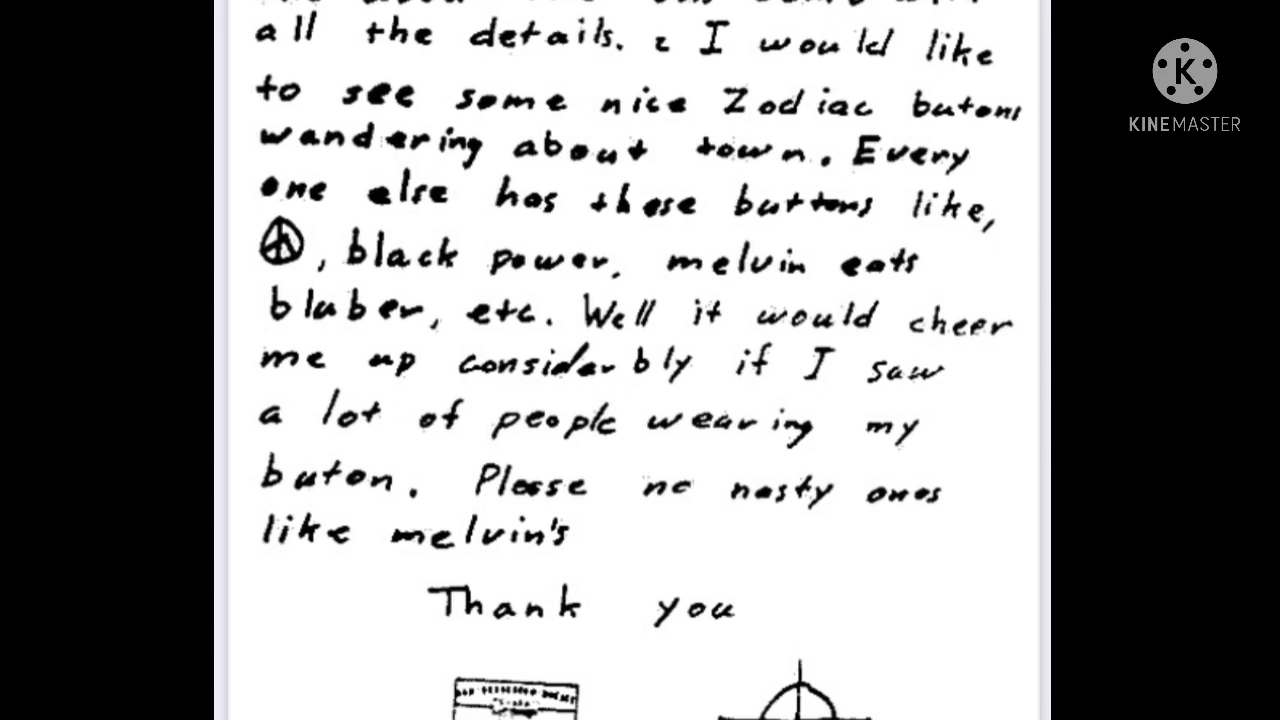 all the details. 2 I would like
to see some nice Zodiac butons
wandering about town. Every
one else has these buttons like,
☮, black power, melvin eats
bluber, etc. Well it would cheer
me up considerbly if I saw
a lot of people wearing my
buton. Please no nasty ones
like melvin's
Thank you
K
KINEMASTER